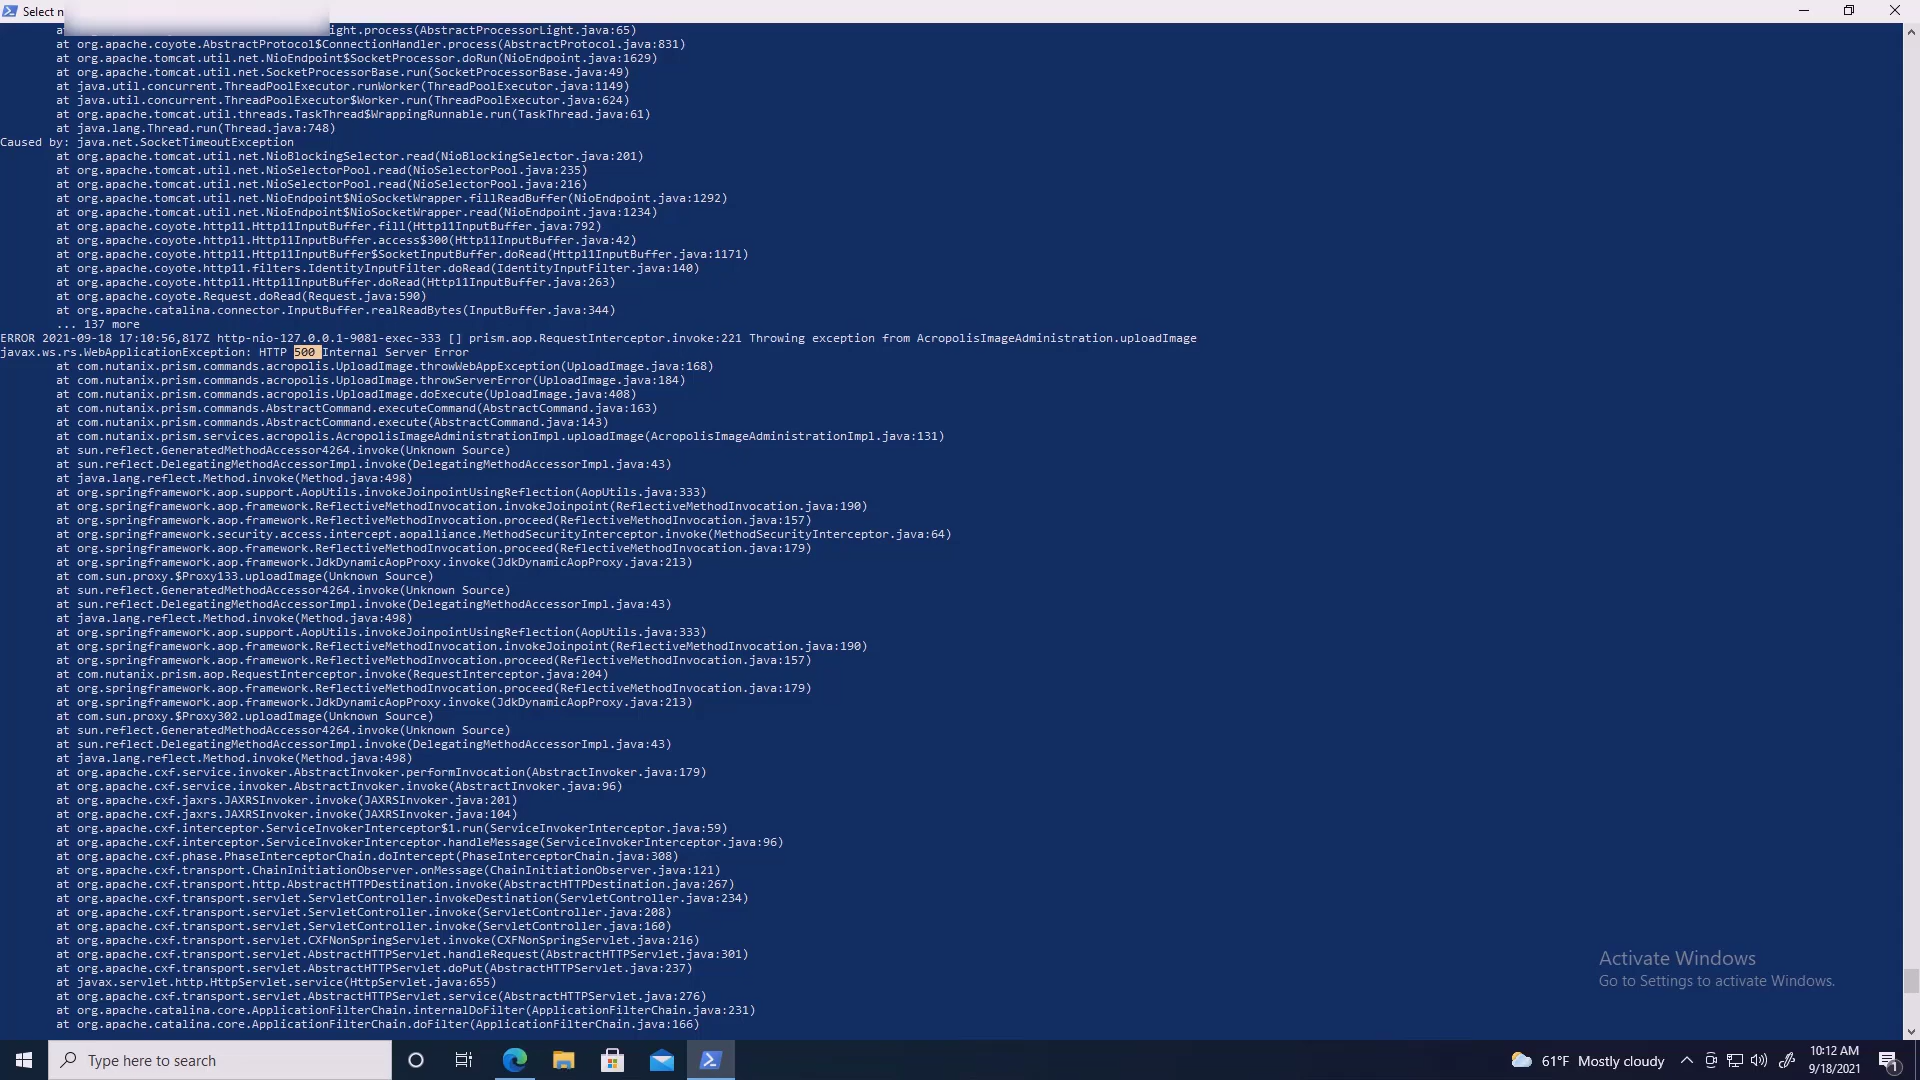 Select n
ight.process(AbstractProcessorLight.java:65)
at org.apache.coyote.AbstractProtocol$ConnectionHandler.process(AbstractProtocol.java:831)
at org.apache.tomcat.util.net.NioEndpoint$SocketProcessor.doRun(NioEndpoint.java:1629)
at org.apache.tomcat.util.net.SocketProcessorBase.run(SocketProcessorBase.java:49)
at java.util.concurrent.ThreadPoolExecutor.runWorker(ThreadPoolExecutor.java:1149)
at java.util.concurrent.ThreadPoolExecutor$Worker.run(ThreadPoolExecutor.java:624)
at org.apache.tomcat.util.threads.TaskThread$WrappingRunnable.run(TaskThread.java:61)
at java.lang.Thread.run(Thread.java:748)
Caused by: java.net.SocketTimeoutException
at org.apache.tomcat.util.net.NioBlockingSelector.read(NioBlockingSelector.java:201)
at org.apache.tomcat.util.net.NioSelectorPool.read(NioSelectorPool.java:235)
at org.apache.tomcat.util.net.NioSelectorPool.read(NioSelectorPool.java:216)
at org.apache.tomcat.util.net.NioEndpoint$NioSocketWrapper.fillReadBuffer(NioEndpoint.java:1292)
at org.apache.tomcat.util.net.NioEndpoint$NioSocketWrapper.read(NioEndpoint.java:1234)
at org.apache.coyote.http11.Http11InputBuffer.fill(Http11InputBuffer.java:792)
at org.apache.coyote.http11.Http11InputBuffer.access$300(Http11InputBuffer.java:42)
at org.apache.coyote.http11.Http11InputBuffer$SocketInputBuffer.doRead(Http11InputBuffer.java:1171)
at org.apache.coyote.http11.filters.IdentityInputFilter.doRead(IdentityInputFilter.java:140)
at org.apache.coyote.http11.Http11InputBuffer.doRead(Http11InputBuffer.java:263)
at org.apache.coyote.Request.doRead(Request.java:590)
at org.apache.catalina.connector.InputBuffer.realReadBytes(InputBuffer.java:344)
... 137 more
ERROR 2021-09-18 17:10:56,817Z http-nio-127.0.0.1-9081-exec-333 [] prism.aop.RequestInterceptor.invoke:221 Throwing exception from AcropolisImageAdministration.uploadImage
javax.ws.rs.WebApplicationException: HTTP 500 Internal Server Error
at com.nutanix.prism.commands.acropolis.UploadImage.throwWebAppException(UploadImage.java:168)
at com.nutanix.prism.commands.acropolis.UploadImage.throwServerError(UploadImage.java:184)
at com.nutanix.prism.commands.acropolis.UploadImage.doExecute(UploadImage.java:408)
at com.nutanix.prism.commands.AbstractCommand.executeCommand(AbstractCommand.java:163)
at com.nutanix.prism.commands.AbstractCommand.execute(AbstractCommand.java:143)
at com.nutanix.prism.services.acropolis.AcropolisImageAdministrationImpl.uploadImage(AcropolisImageAdministrationImpl.java:131)
at sun.reflect.GeneratedMethodAccessor4264.invoke(Unknown Source)
at sun.reflect.DelegatingMethodAccessorImpl.invoke(DelegatingMethodAccessorImpl.java:43)
at java.lang.reflect.Method.invoke(Method.java:498)
at org.springframework.aop.support.AopUtils.invokeJoinpointUsingReflection(AopUtils.java:333)
at org.springframework.aop.framework.ReflectiveMethodInvocation.invokeJoinpoint(ReflectiveMethodInvocation.java:190)
at org.springframework.aop.framework.ReflectiveMethodInvocation.proceed(ReflectiveMethodInvocation.java:157)
at org.springframework.security.access.intercept.aopalliance.MethodSecurityInterceptor.invoke(MethodSecurityInterceptor.java:64)
at org.springframework.aop.framework.ReflectiveMethodInvocation.proceed(ReflectiveMethodInvocation.java:179)
at org.springframework.aop.framework.JdkDynamicAopProxy.invoke(JdkDynamicAopProxy.java:213)
at com.sun.proxy.$Proxy133.uploadImage(Unknown Source)
at sun.reflect.GeneratedMethodAccessor4264.invoke(Unknown Source)
at sun.reflect.DelegatingMethodAccessorImpl.invoke(DelegatingMethodAccessorImpl.java:43)
at java.lang.reflect.Method.invoke(Method.java:498)
at org.springframework.aop.support.AopUtils.invokeJoinpointUsingReflection(AopUtils.java:333)
at org.springframework.aop.framework.ReflectiveMethodInvocation.invokeJoinpoint(ReflectiveMethodInvocation.java:190)
at org.springframework.aop.framework.ReflectiveMethodInvocation.proceed(ReflectiveMethodInvocation.java:157)
at com.nutanix.prism.aop.RequestInterceptor.invoke(RequestInterceptor.java:204)
at org.springframework.aop.framework.ReflectiveMethodInvocation.proceed(ReflectiveMethodInvocation.java:179)
at org.springframework.aop.framework.JdkDynamicAopProxy.invoke(JdkDynamicAopProxy.java:213)
at com.sun.proxy.$Proxy302.uploadImage(Unknown Source)
at sun.reflect.GeneratedMethodAccessor4264.invoke(Unknown Source)
at sun.reflect.DelegatingMethodAccessorImpl.invoke(DelegatingMethodAccessorImpl.java:43)
at java.lang.reflect.Method.invoke(Method.java:498)
at org.apache.cxf.service.invoker.AbstractInvoker.performInvocation(AbstractInvoker.java:179)
at org.apache.cxf.service.invoker.AbstractInvoker.invoke(AbstractInvoker.java:96)
at org.apache.cxf.jaxrs.JAXRSInvoker.invoke(JAXRSInvoker.java:201)
at org.apache.cxf.jaxrs.JAXRSInvoker.invoke(JAXRSInvoker.java:104)
at org.apache.cxf.interceptor.ServiceInvokerInterceptor$1.run(ServiceInvokerInterceptor.java:59)
at org.apache.cxf.interceptor.ServiceInvokerInterceptor.handleMessage(ServiceInvokerInterceptor.java:96)
at org.apache.cxf.phase.PhaseInterceptorChain.doIntercept(PhaseInterceptorChain.java:308)
at org.apache.cxf.transport.ChainInitiationObserver.onMessage(ChainInitiationObserver.java:121)
at org.apache.cxf.transport.http.AbstractHTTPDestination.invoke(AbstractHTTPDestination.java:267)
at org.apache.cxf.transport.servlet.ServletController.invokeDestination(ServletController.java:234)
at org.apache.cxf.transport.servlet.ServletController.invoke(ServletController.java:208)
at org.apache.cxf.transport.servlet.ServletController.invoke(ServletController.java:160)
at org.apache.cxf.transport.servlet.CXFNonSpringServlet.invoke(CXFNonSpringServlet.java:216)
at org.apache.cxf.transport.servlet.AbstractHTTPServlet.handleRequest(AbstractHTTPServlet.java:301)
at org.apache.cxf.transport.servlet.AbstractHTTPServlet.doPut(AbstractHTTPServlet.java:237)
at javax.servlet.http.HttpServlet.service(HttpServlet.java:655)
at org.apache.cxf.transport.servlet.AbstractHTTPServlet.service(AbstractHTTPServlet.java:276)
at org.apache.catalina.core.ApplicationFilterChain.internalDoFilter(ApplicationFilterChain.java:231)
at org.apache.catalina.core.ApplicationFilterChain.doFilter(ApplicationFilterChain.java:166)
Activate Windows
Go to Settings to activate Windows.
Type here to search
61°F Mostly cloudy
10:12 AM
9/18/2021
1